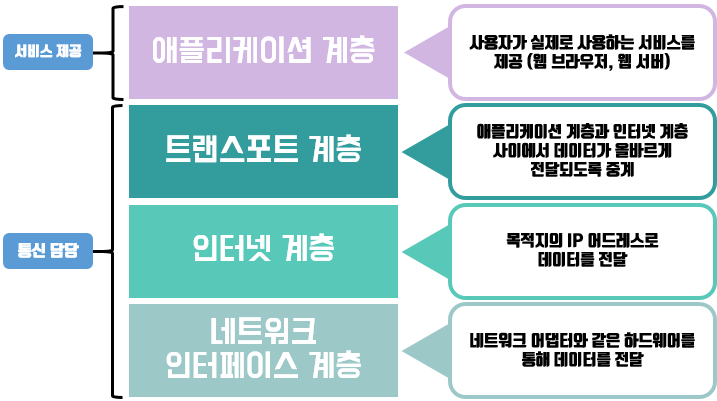 서비스 제공
애플리케이션 계층
사용자가 실제로 사용하는 서비스를
제공 (웹 브라우저, 웹 서버)
통신 담당
트랜스포트 계층
애플리케이션 계층과 인터넷 계층
사이에서 데이터가 올바르게
전달되도록 중계
인터넷 계층
목적지의 IP 어드레스로
데이터를 전달
네트워크
인터페이스 계층
네트워크 어댑터와 같은 하드웨어를
통해 데이터를 전달